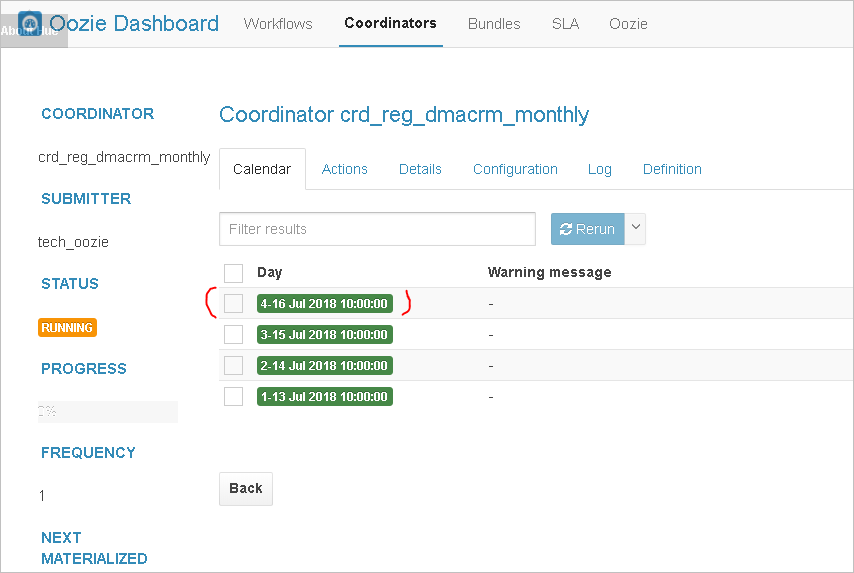 Oozie Dashboard
Workflows
Coordinators
Bundles
SLA
Oozie
About Hue
COORDINATOR
crd_reg_dmacrm_monthly
SUBMITTER
tech_oozie
STATUS
RUNNING
PROGRESS
0%
FREQUENCY
1
NEXT
MATERIALIZED
Coordinator crd_reg_dmacrm_monthly
Calendar
Actions
Details
Configuration
Log
Definition
Filter results
Rerun
Day
Warning message
4-16 Jul 2018 10:00:00
-
3-15 Jul 2018 10:00:00
-
2-14 Jul 2018 10:00:00
-
1-13 Jul 2018 10:00:00
-
Back